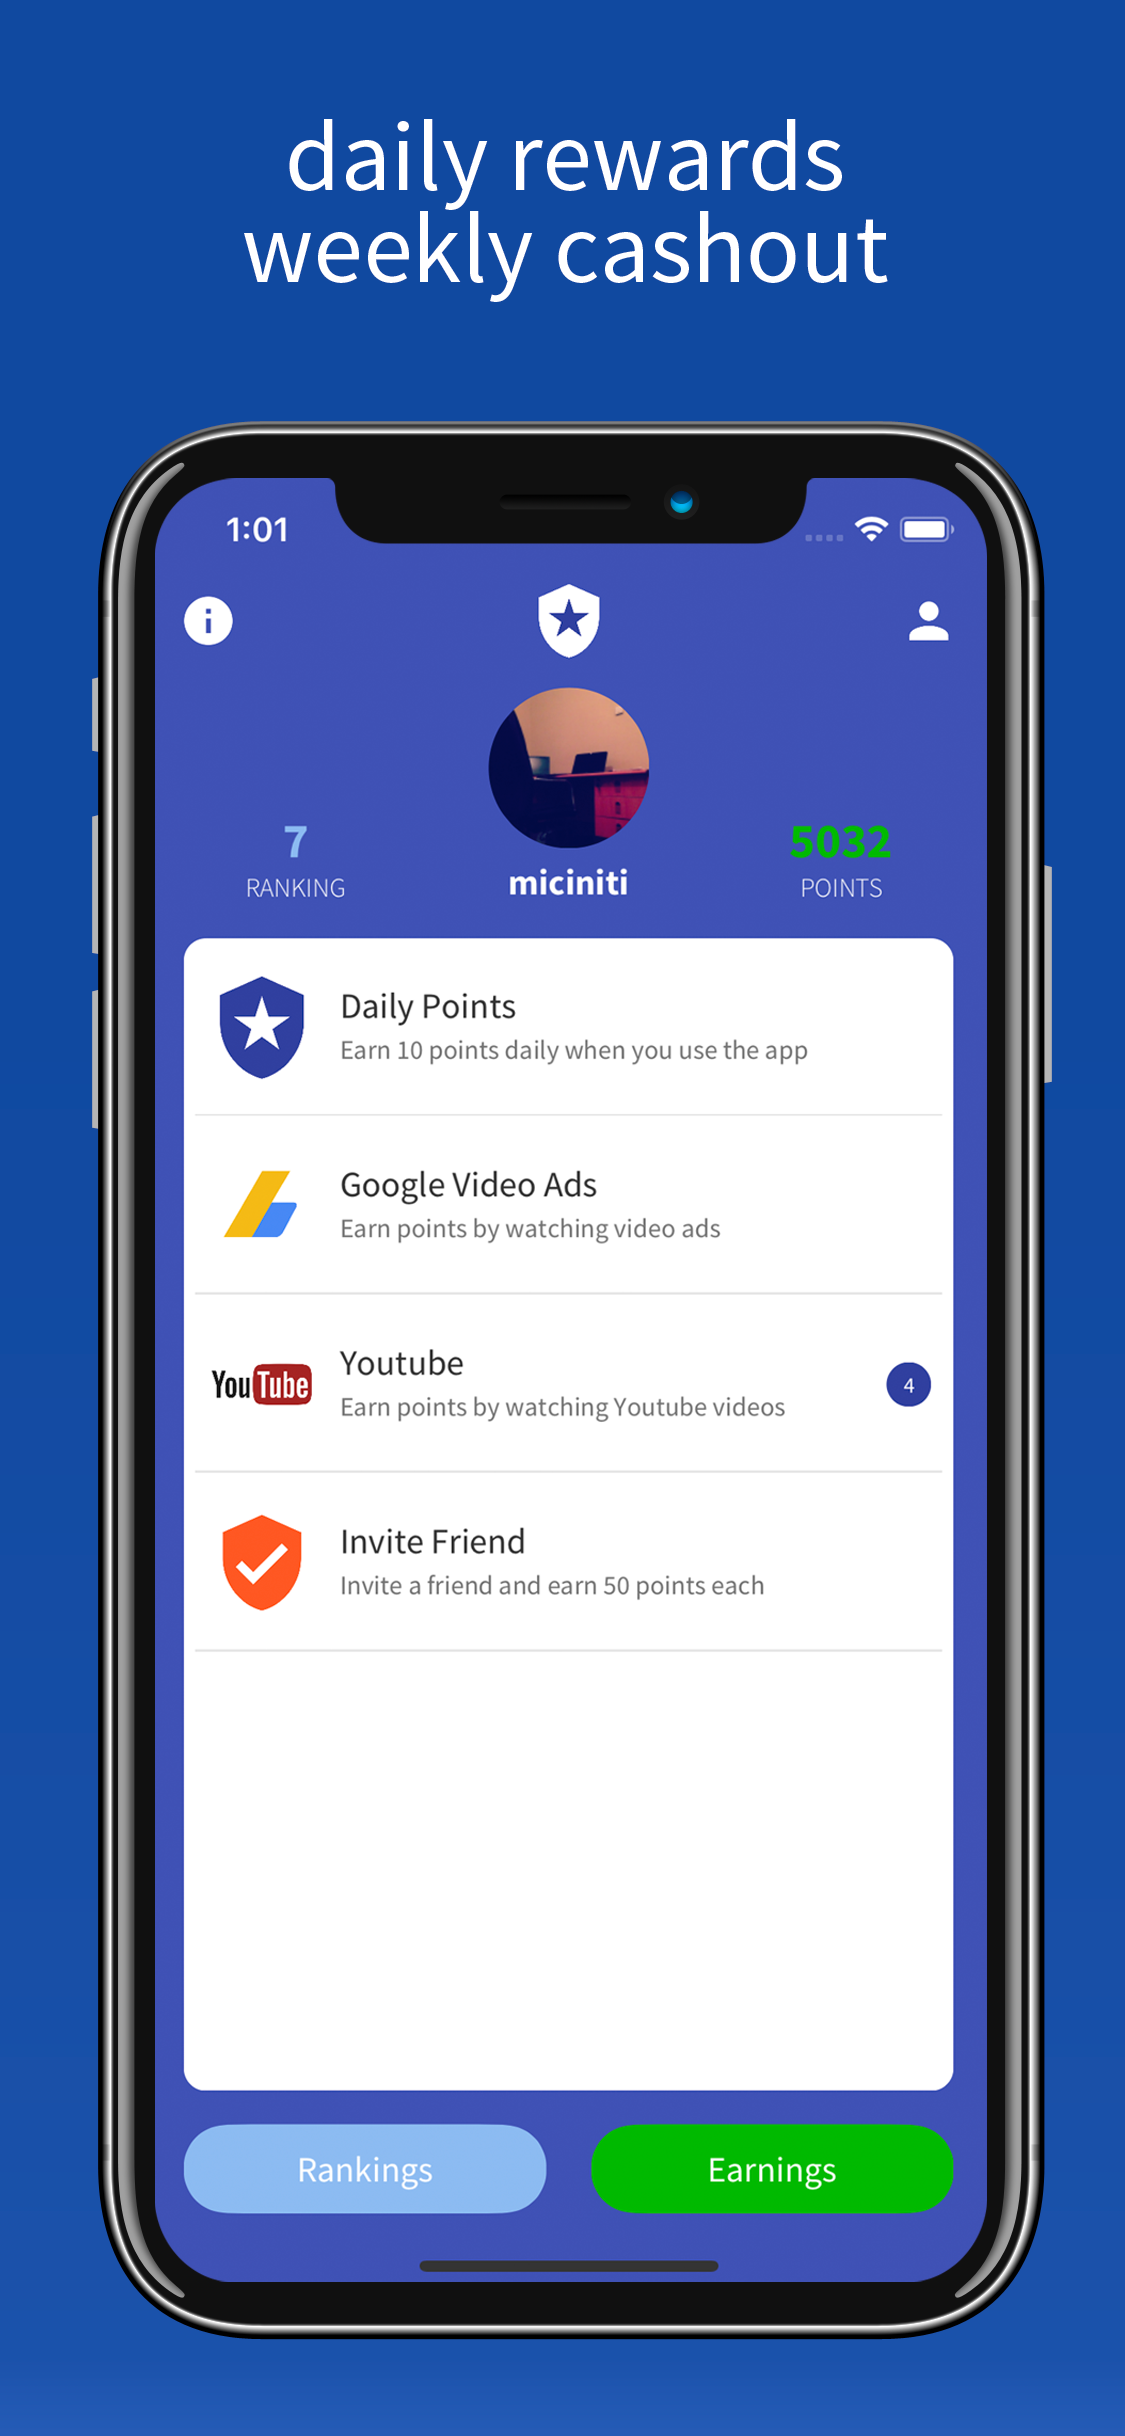 daily rewards
weekly cashout
1:01
7
RANKING
miciniti
5032
POINTS
Daily Points
Earn 10 points daily when you use the app
Google Video Ads
Earn points by watching video ads
YouTube
Youtube
Earn points by watching Youtube videos
4
Invite Friend
Invite a friend and earn 50 points each
Rankings
Earnings